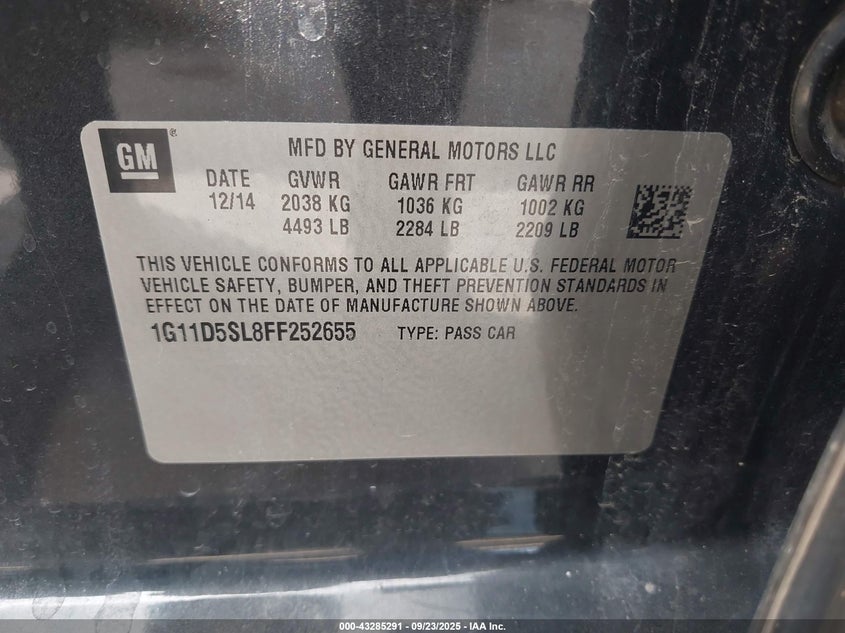 GM®
MFD BY GENERAL MOTORS LLC
DATE GVWR GAWR FRT GAWR RR
12/14 2038 KG 1036 KG 1002 KG
4493 LB 2284 LB 2209 LB
THIS VEHICLE CONFORMS TO ALL APPLICABLE U.S. FEDERAL MOTOR
VEHICLE SAFETY, BUMPER, AND THEFT PREVENTION STANDARDS IN
EFFECT ON THE DATE OF MANUFACTURE SHOWN ABOVE.
1G11D5SL8FF252655 TYPE: PASS CAR
000-43285291 - 09/23/2025 - IAA Inc.